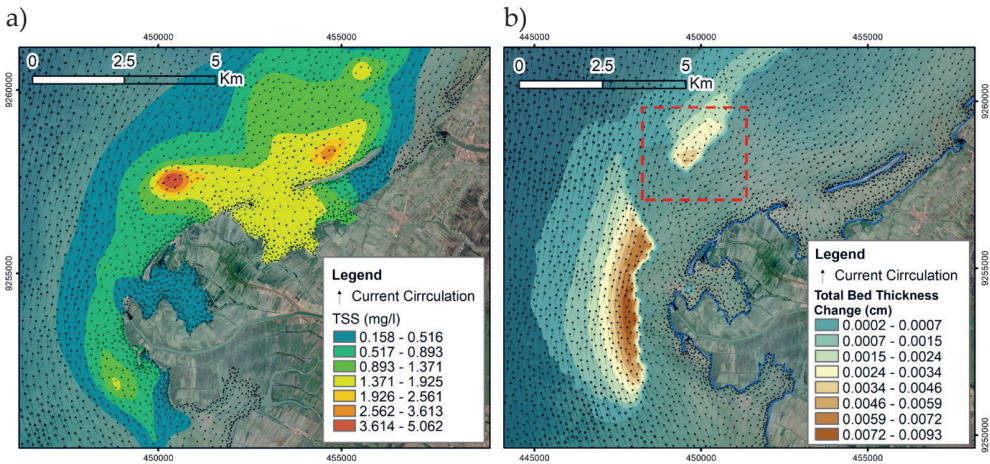 a)
450000 455000
0 2.5 5
Km
9260000
9255000
Legend
Current Cirrculation
TSS (mg/l)
0.158 - 0.516
0.517 - 0.893
0.893 - 1.371
1.371 - 1.925
1.926 - 2.561
2.562 - 3.613
3.614 - 5.062
450000 455000
b)
445000 450000 455000
0 2.5 5
Km
9260000
9255000
9250000
Legend
Current Cirrculation
Total Bed Thickness
Change (cm)
0.0002 - 0.0007
0.0007 - 0.0015
0.0015 - 0.0024
0.0024 - 0.0034
0.0034 - 0.0046
0.0046 - 0.0059
0.0059 - 0.0072
0.0072 - 0.0093
445000 450000 455000